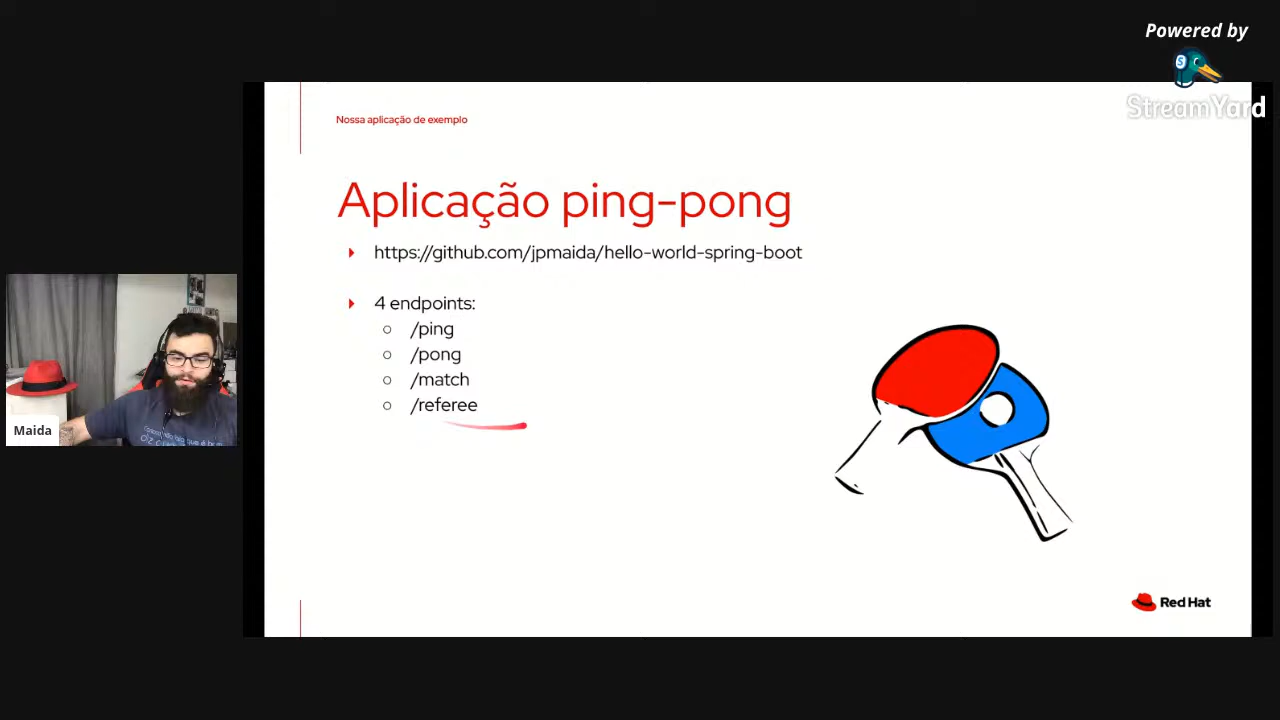 Powered by
StreamYard
Nossa aplicação de exemplo
Aplicação ping-pong
https://github.com/jpmaida/hello-world-spring-boot
4 endpoints:
/ping
/pong
/match
/referee
Maida
Red Hat